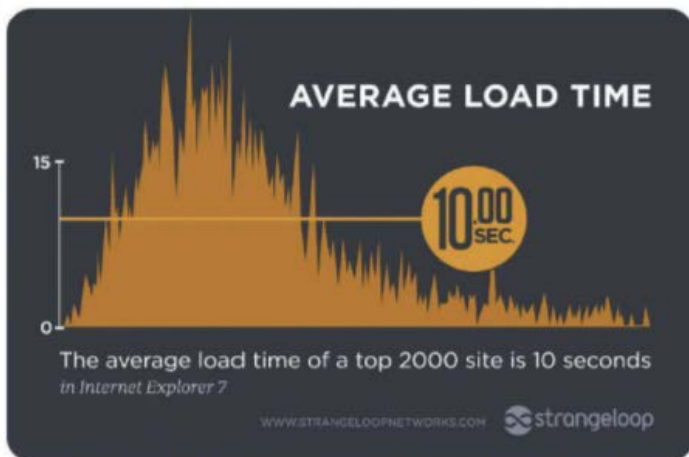 AVERAGE LOAD TIME
15
10.00
SEC.
0
The average load time of a top 2000 site is 10 seconds
in Internet Explorer 7
WWW.STRANGELOOPNETWORKS.COM strangeloop